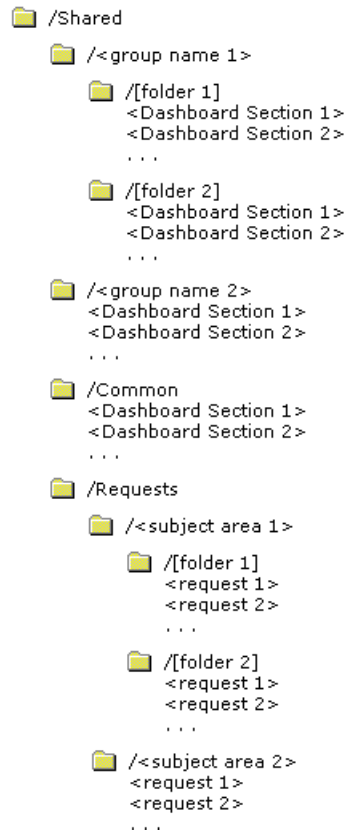 /Shared
/<group name 1>
/[folder 1]
<Dashboard Section 1>
<Dashboard Section 2>
. . .
/[folder 2]
<Dashboard Section 1>
<Dashboard Section 2>
. . .
/<group name 2>
<Dashboard Section 1>
<Dashboard Section 2>
. . .
/Common
<Dashboard Section 1>
<Dashboard Section 2>
. . .
/Requests
/<subject area 1>
/[folder 1]
<request 1>
<request 2>
. . .
/[folder 2]
<request 1>
<request 2>
. . .
/<subject area 2>
<request 1>
<request 2>
. . .